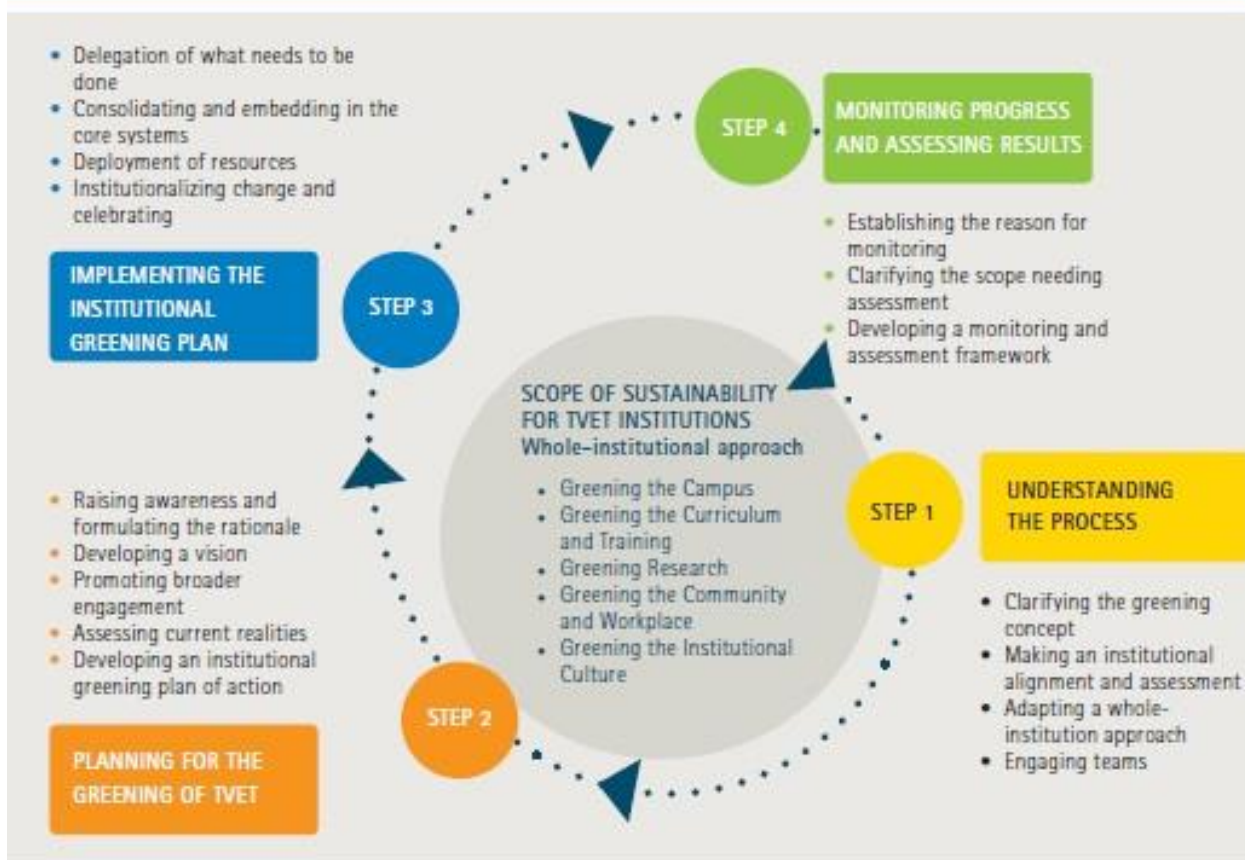 • Delegation of what needs to be
done
• Consolidating and embedding in the
core systems
• Deployment of resources
• Institutionalizing change and
celebrating
IMPLEMENTING THE
INSTITUTIONAL
GREENING PLAN
STEP 3
STEP 4
MONITORING PROGRESS
AND ASSESSING RESULTS
• Establishing the reason for
monitoring
• Clarifying the scope needing
assessment
• Developing a monitoring and
assessment framework
SCOPE OF SUSTAINABILITY
FOR TVET INSTITUTIONS
Whole-institutional approach
• Greening the Campus
• Greening the Curriculum
and Training
• Greening Research
• Greening the Community
and Workplace
• Greening the Institutional
Culture
STEP 1
UNDERSTANDING
THE PROCESS
• Clarifying the greening
concept
• Making an institutional
alignment and assessment
• Adapting a whole-
institution approach
• Engaging teams
• Raising awareness and
formulating the rationale
• Developing a vision
• Promoting broader
engagement
• Assessing current realities
• Developing an institutional
greening plan of action
STEP 2
PLANNING FOR THE
GREENING OF TVET